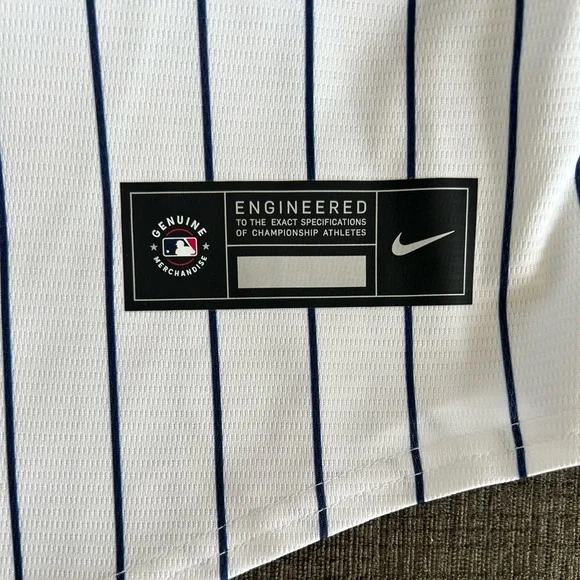 GENUINE
MERCHANDISE
ENGINEERED
TO THE EXACT SPECIFICATIONS
OF CHAMPIONSHIP ATHLETES